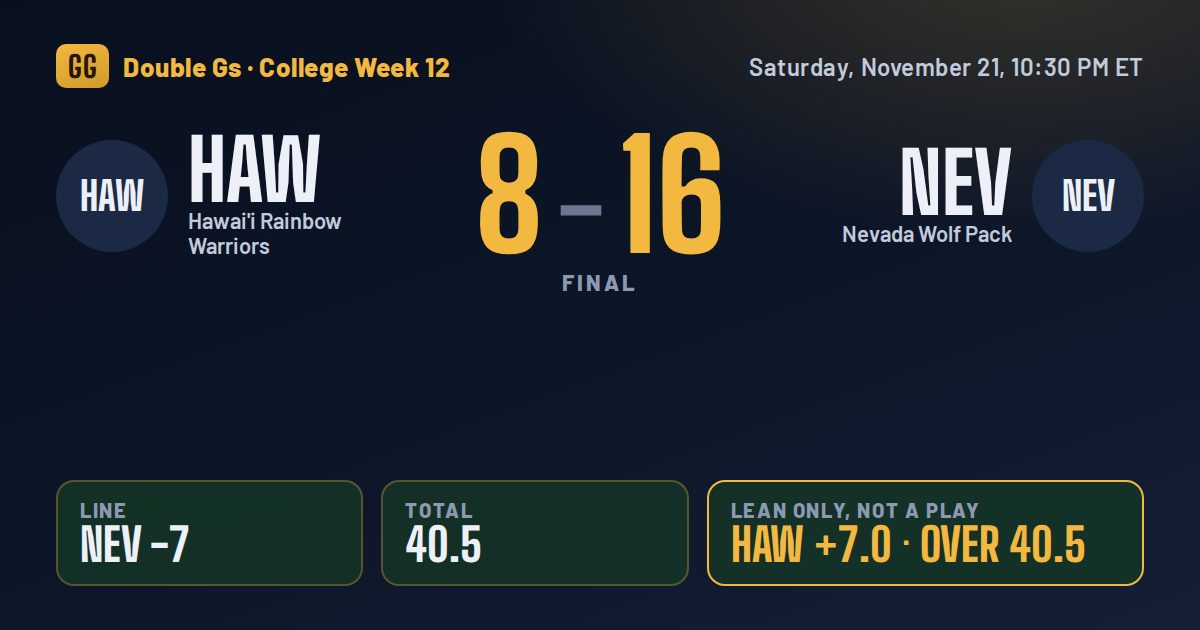 GG Double Gs · College Week 12
Saturday, November 21, 10:30 PM ET
HAW
HAW
Hawai'i Rainbow
Warriors
8 – 16
FINAL
NEV
Nevada Wolf Pack
NEV
LINE
NEV −7
TOTAL
40.5
LEAN ONLY, NOT A PLAY
HAW +7.0 · OVER 40.5